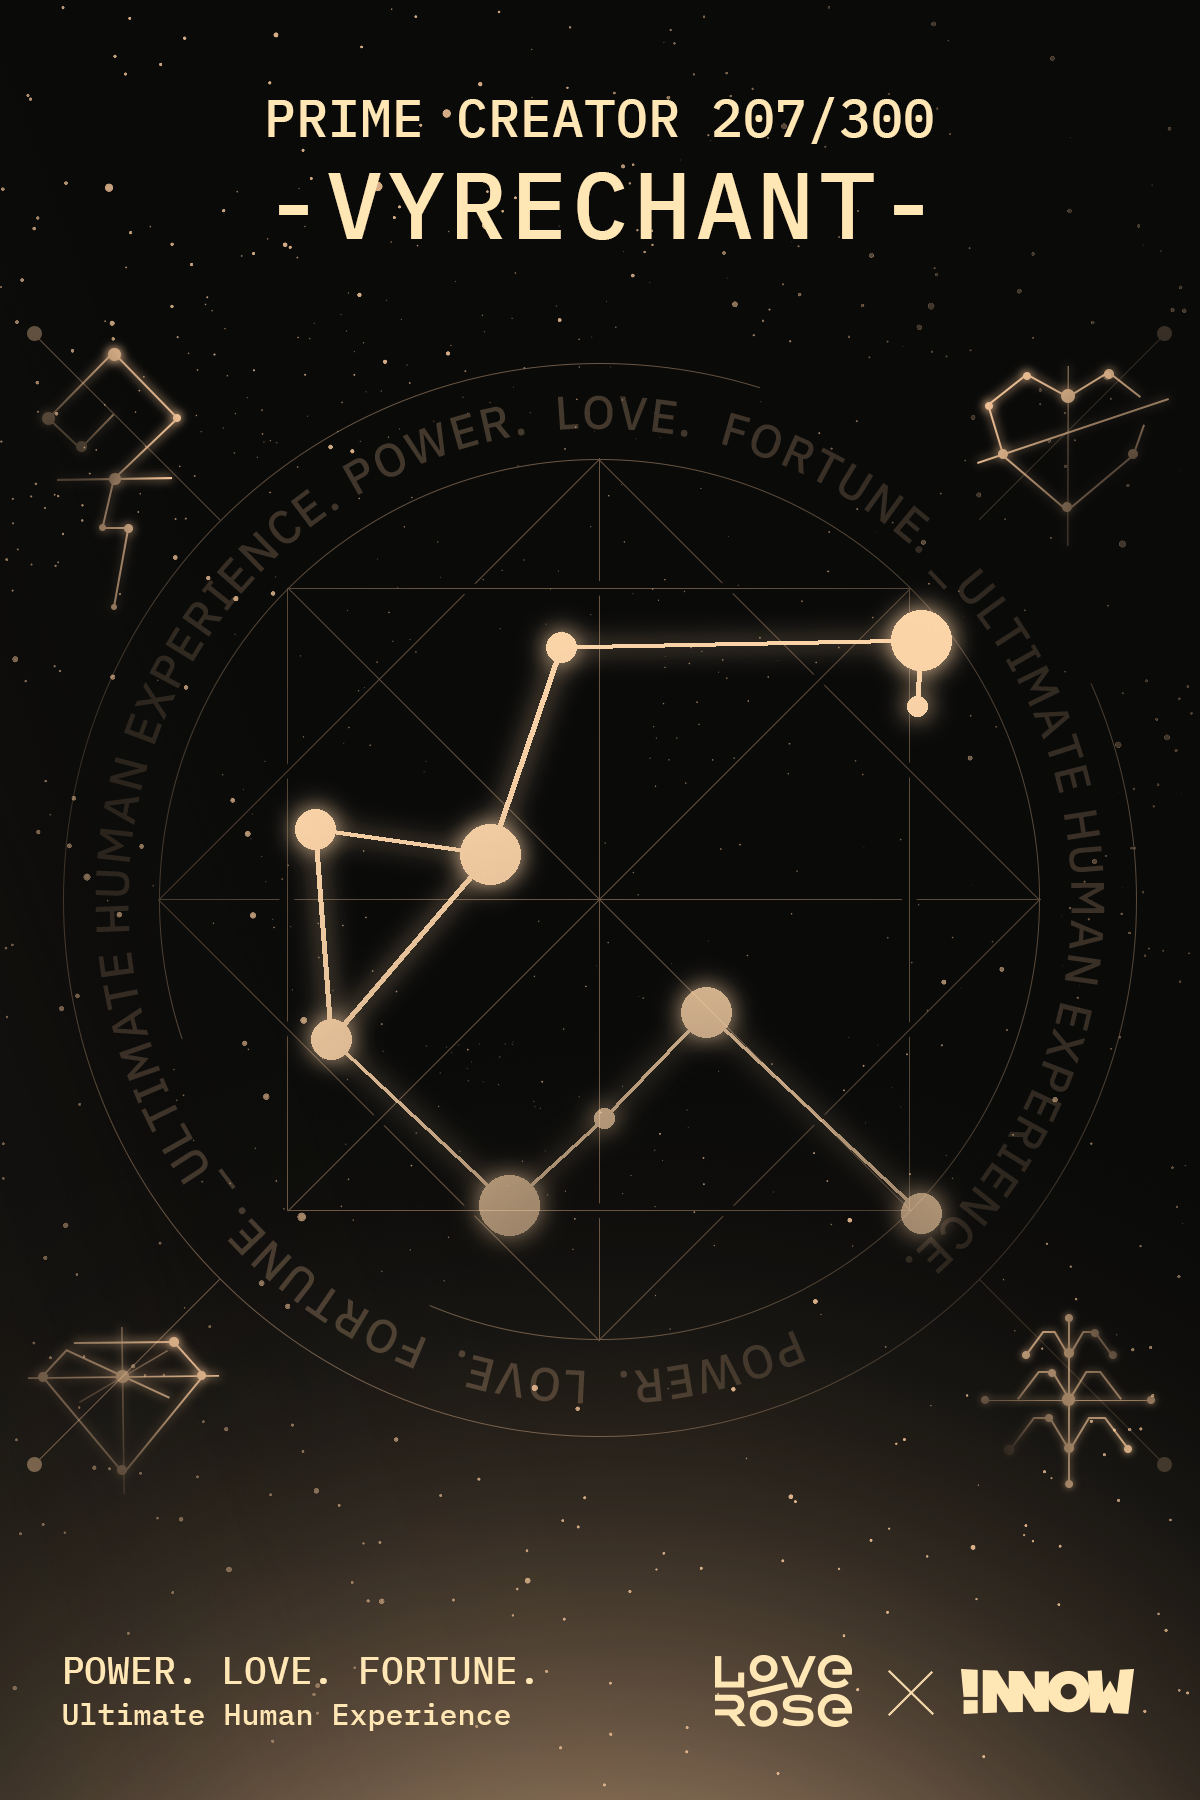 PRIME CREATOR 207/300
-VYRECHANT-
POWER. LOVE. FORTUNE. – ULTIMATE HUMAN EXPERIENCE.
POWER. LOVE. FORTUNE. – ULTIMATE HUMAN EXPERIENCE.
POWER. LOVE. FORTUNE.
Ultimate Human Experience
LOVE
ROSE
!NNOW